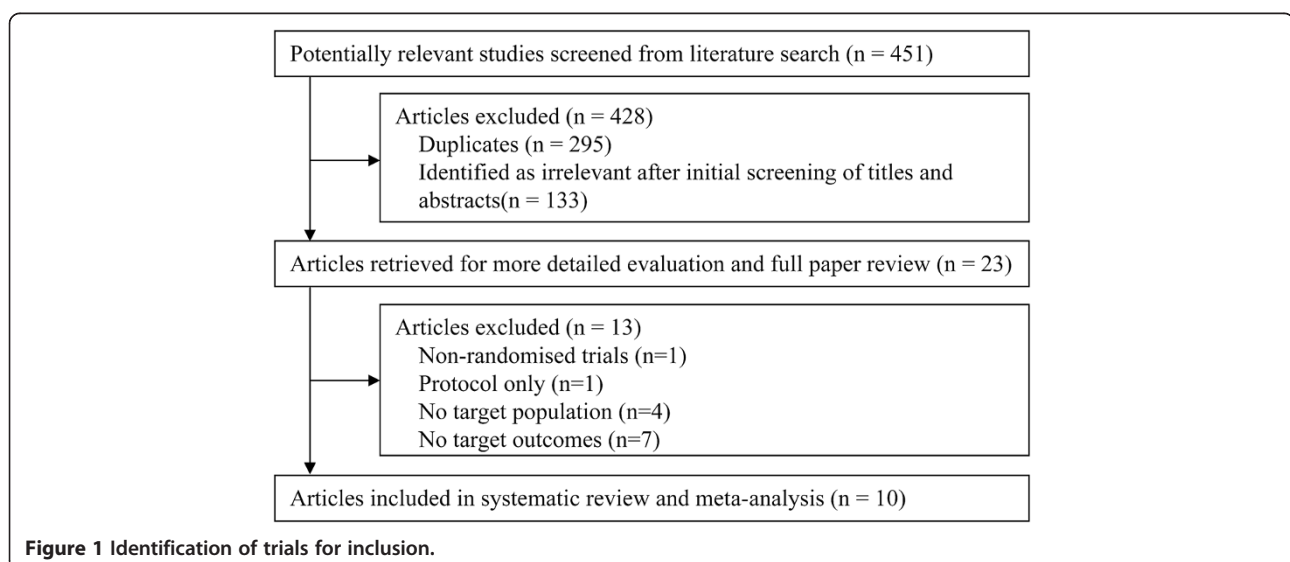 Potentially relevant studies screened from literature search (n = 451)
Articles excluded (n = 428)
Duplicates (n = 295)
Identified as irrelevant after initial screening of titles and
abstracts(n = 133)
Articles retrieved for more detailed evaluation and full paper review (n = 23)
Articles excluded (n = 13)
Non-randomised trials (n=1)
Protocol only (n=1)
No target population (n=4)
No target outcomes (n=7)
Articles included in systematic review and meta-analysis (n = 10)
Figure 1 Identification of trials for inclusion.